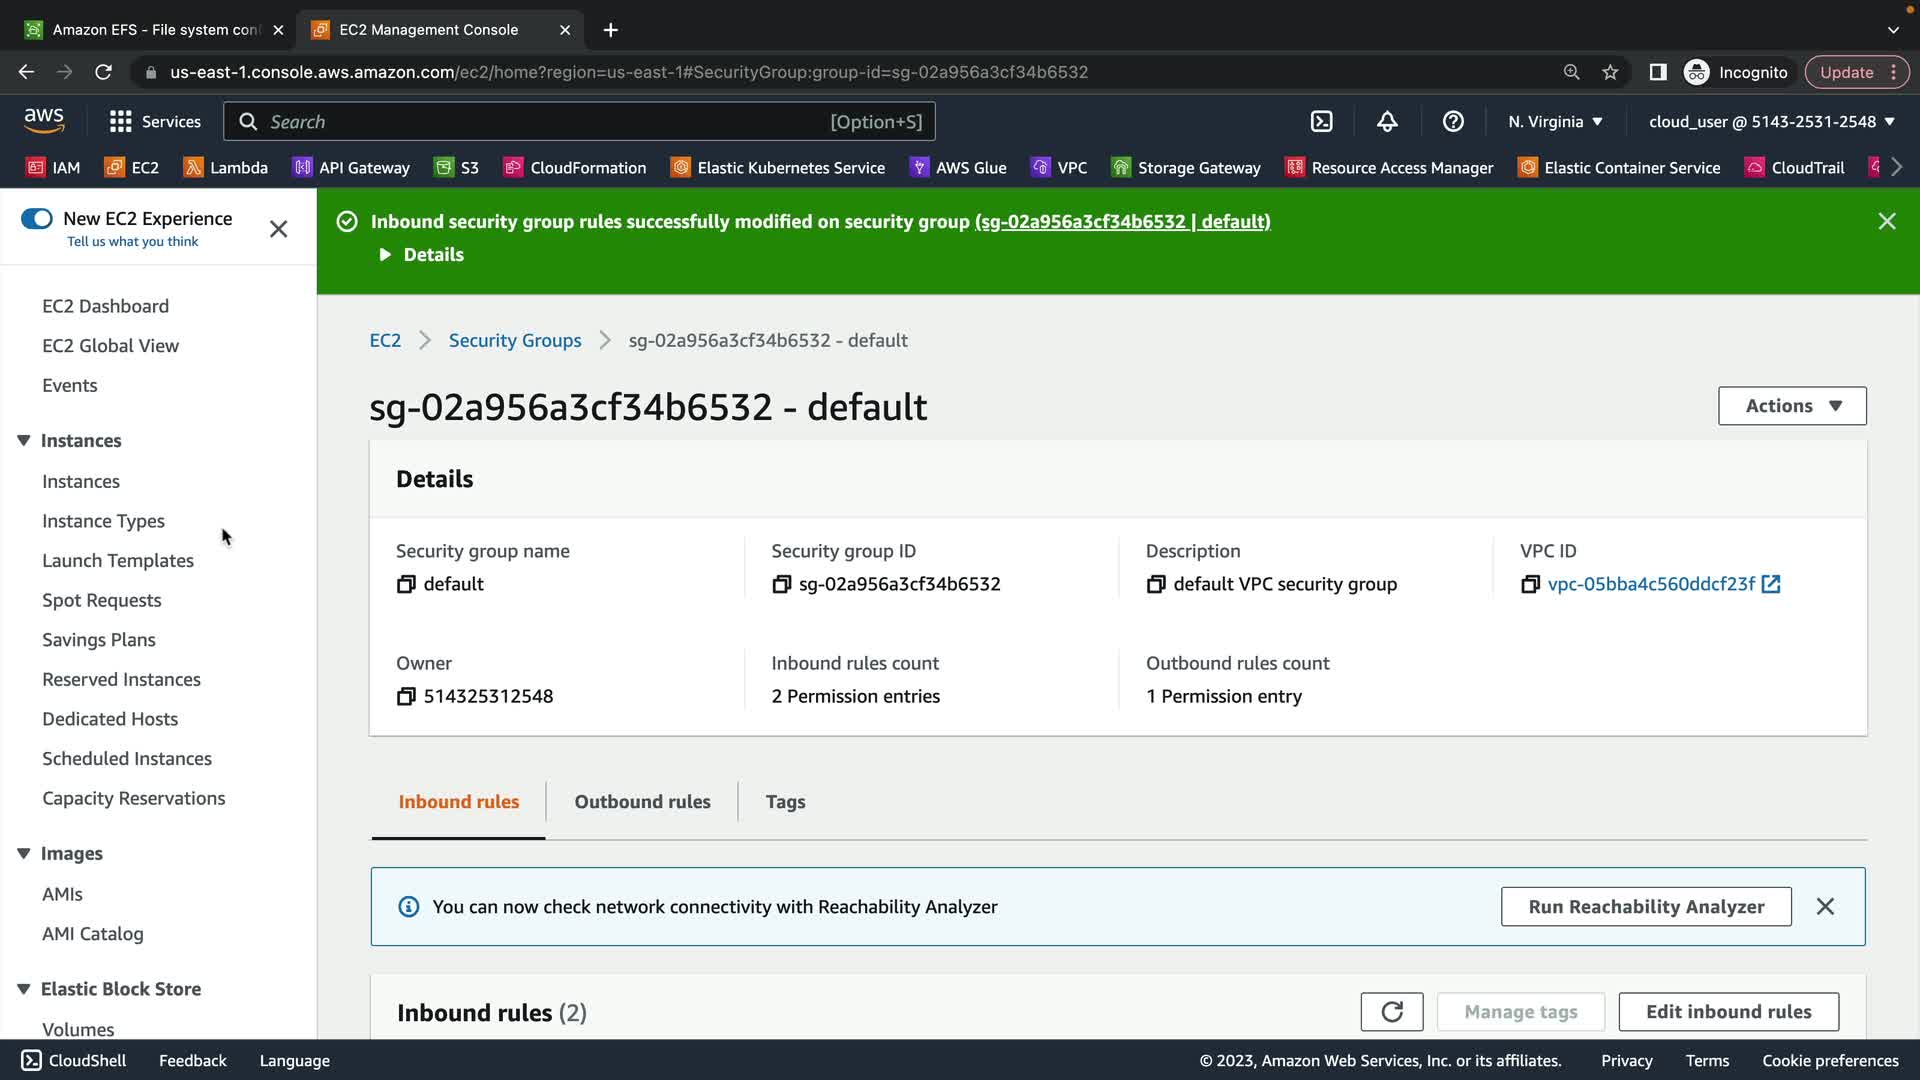 Amazon EFS - File system con
EC2 Management Console
us-east-1.console.aws.amazon.com/ec2/home?region=us-east-1#SecurityGroup:group-id=sg-02a956a3cf34b6532
Incognito
Update
aws
Services
Search
[Option+S]
N. Virginia
cloud_user @ 5143-2531-2548
IAM
EC2
Lambda
API Gateway
S3
CloudFormation
Elastic Kubernetes Service
AWS Glue
VPC
Storage Gateway
Resource Access Manager
Elastic Container Service
CloudTrail
New EC2 Experience
Tell us what you think
EC2 Dashboard
EC2 Global View
Events
Instances
Instances
Instance Types
Launch Templates
Spot Requests
Savings Plans
Reserved Instances
Dedicated Hosts
Scheduled Instances
Capacity Reservations
Images
AMIs
AMI Catalog
Elastic Block Store
Volumes
Inbound security group rules successfully modified on security group (sg-02a956a3cf34b6532 | default)
Details
EC2
Security Groups
sg-02a956a3cf34b6532 - default
sg-02a956a3cf34b6532 - default
Actions
Details
Security group name
default
Security group ID
sg-02a956a3cf34b6532
Description
default VPC security group
VPC ID
vpc-05bba4c560ddcf23f
Owner
514325312548
Inbound rules count
2 Permission entries
Outbound rules count
1 Permission entry
Inbound rules
Outbound rules
Tags
You can now check network connectivity with Reachability Analyzer
Run Reachability Analyzer
Inbound rules (2)
Manage tags
Edit inbound rules
CloudShell
Feedback
Language
© 2023, Amazon Web Services, Inc. or its affiliates.
Privacy
Terms
Cookie preferences